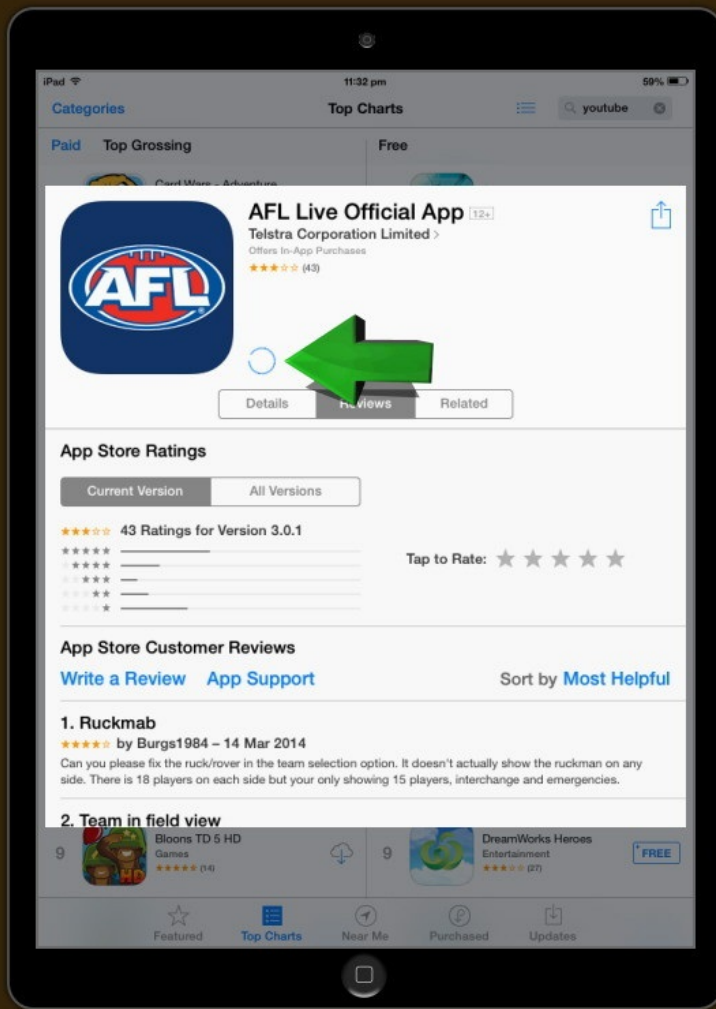 iPad 11:32 pm 59%
Categories Top Charts youtube
Paid Top Grossing Free
Card Wars - Adventure
AFL Live Official App 12+
Telstra Corporation Limited >
Offers In-App Purchases
(43)
AFL
Details Reviews Related
App Store Ratings
Current Version All Versions
43 Ratings for Version 3.0.1
Tap to Rate:
App Store Customer Reviews
Write a Review App Support Sort by Most Helpful
1. Ruckmab
by Burgs1984 – 14 Mar 2014
Can you please fix the ruck/rover in the team selection option. It doesn't actually show the ruckman on any
side. There is 18 players on each side but your only showing 15 players, interchange and emergencies.
2. Team in field view
9 Bloons TD 5 HD
Games
(14)
HD
9 DreamWorks Heroes
Entertainment
(27)
+FREE
Featured Top Charts Near Me Purchased Updates